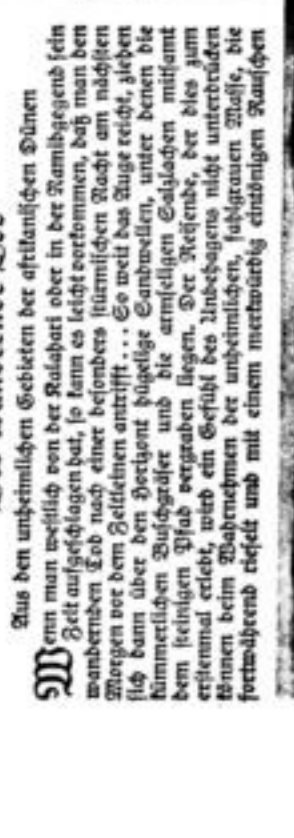 Aus den unheimlichen Gebieten der afrikanischen Dünen
Wenn man westlich von der Kalahari oder in der Namibgegend sein
Zelt aufgeschlagen hat, so kann es leicht vorkommen, daß man den
wandernden Tod nach einer besonders stürmischen Nacht am nächsten
Morgen vor dem Zeltleinen antrifft ... So weit das Auge reicht, ziehen
sich dann über den Horizont hügelige Sandwellen, unter denen die
kümmerlichen Buschgräser und die armseligen Salzlachen mitsamt
dem steinigen Pfad vergraben liegen. Der Reisende, der dies zum
erstenmal erlebt, wird ein Gefühl des Unbehagens nicht unterdrücken
können beim Wahrnehmen der unheimlichen, fahlgrauen Masse, die
fortwährend rieselt und mit einem merkwürdig eintönigen Rauschen